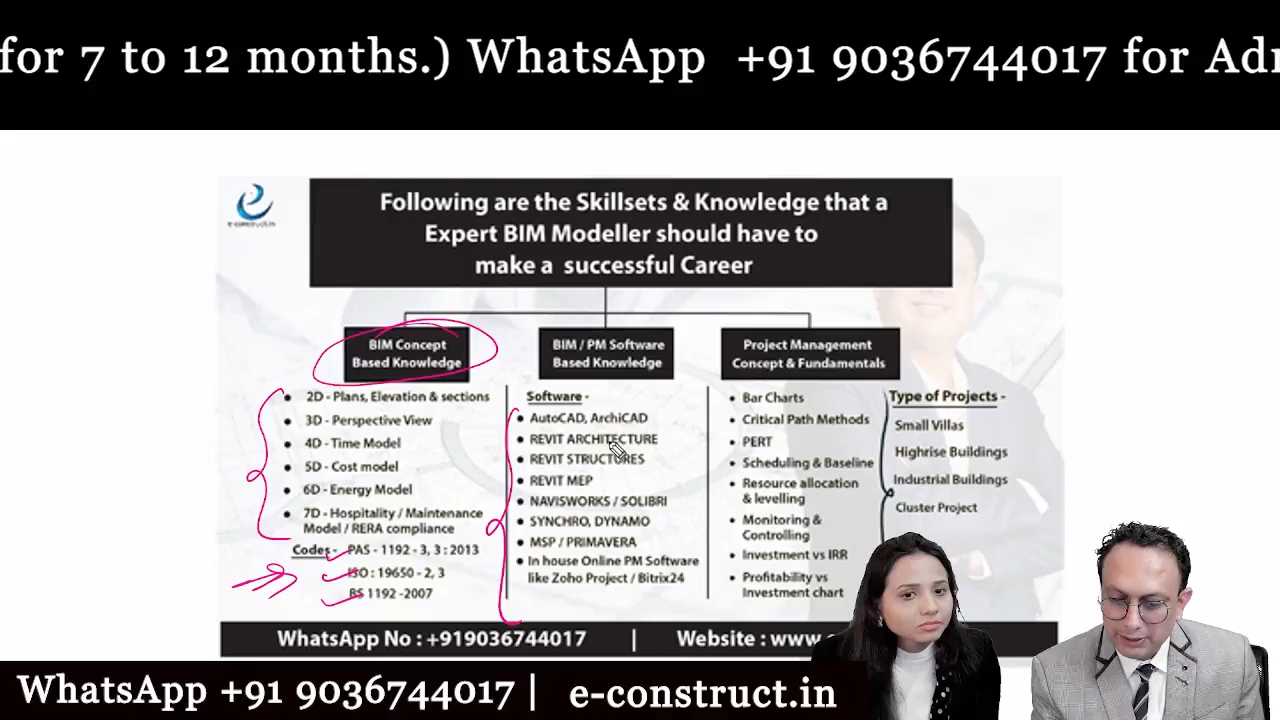 for 7 to 12 months.) WhatsApp +91 9036744017 for Adm
e-construct.in
Following are the Skillsets & Knowledge that a
Expert BIM Modeller should have to
make a successful Career
BIM Concept
Based Knowledge
2D - Plans, Elevation & sections
3D - Perspective View
4D - Time Model
5D - Cost model
6D - Energy Model
7D - Hospitality / Maintenance
Model / RERA compliance
Codes - PAS - 1192 - 3, 3 : 2013
ISO : 19650 - 2, 3
BS 1192 -2007
BIM / PM Software
Based Knowledge
Software -
AutoCAD, ArchiCAD
REVIT ARCHITECTURE
REVIT STRUCTURES
REVIT MEP
NAVISWORKS / SOLIBRI
SYNCHRO, DYNAMO
MSP / PRIMAVERA
In house Online PM Software
like Zoho Project / Bitrix24
Project Management
Concept & Fundamentals
Bar Charts
Critical Path Methods
PERT
Scheduling & Baseline
Resource allocation
& levelling
Monitoring &
Controlling
Investment vs IRR
Profitability vs
Investment chart
Type of Projects -
Small Villas
Highrise Buildings
Industrial Buildings
Cluster Project
WhatsApp No : +919036744017 | Website : www.
WhatsApp +91 9036744017 | e-construct.in